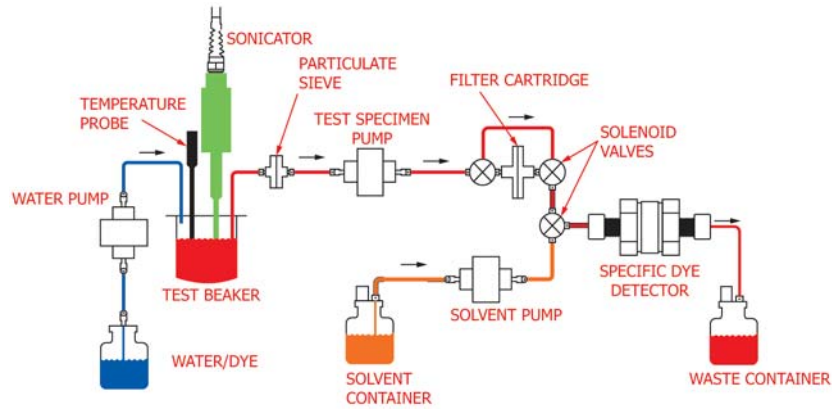 SONICATOR
PARTICULATE
SIEVE
FILTER CARTRIDGE
TEMPERATURE
PROBE
TEST SPECIMEN
PUMP
SOLENOID
VALVES
WATER PUMP
TEST BEAKER
SPECIFIC DYE
DETECTOR
SOLVENT PUMP
WATER/DYE
SOLVENT
CONTAINER
WASTE CONTAINER